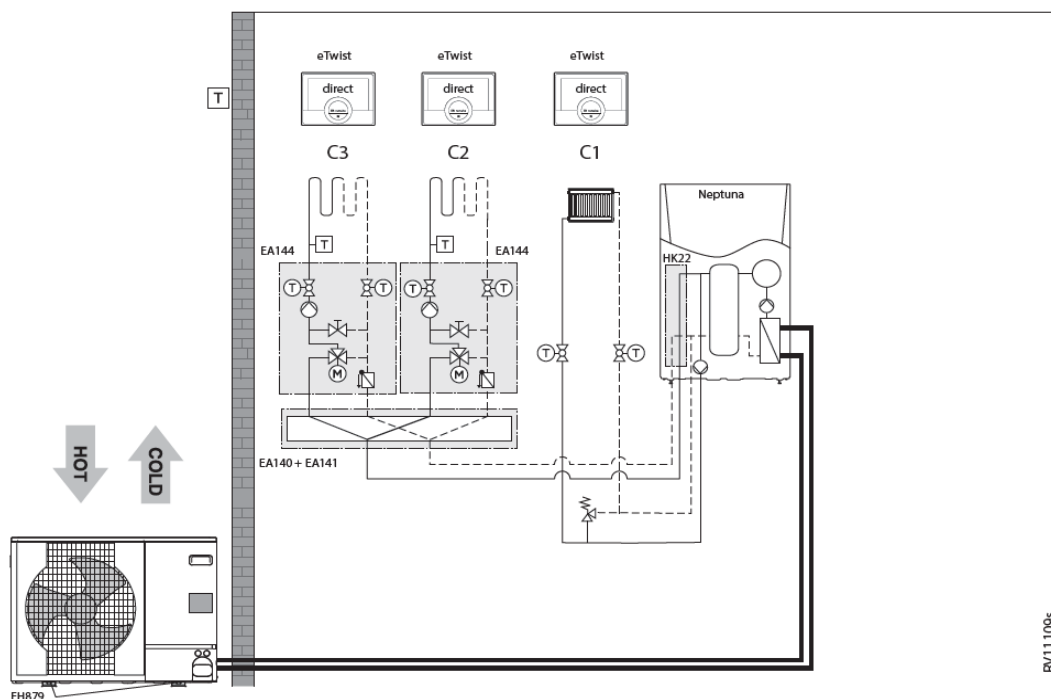 eTwist
eTwist
eTwist
direct
direct
direct
T
C3
C2
C1
Neptuna
T
T
EA144
EA144
HK22
T
T
T
T
T
T
M
M
HOT
COLD
EA140 + EA141
EH879